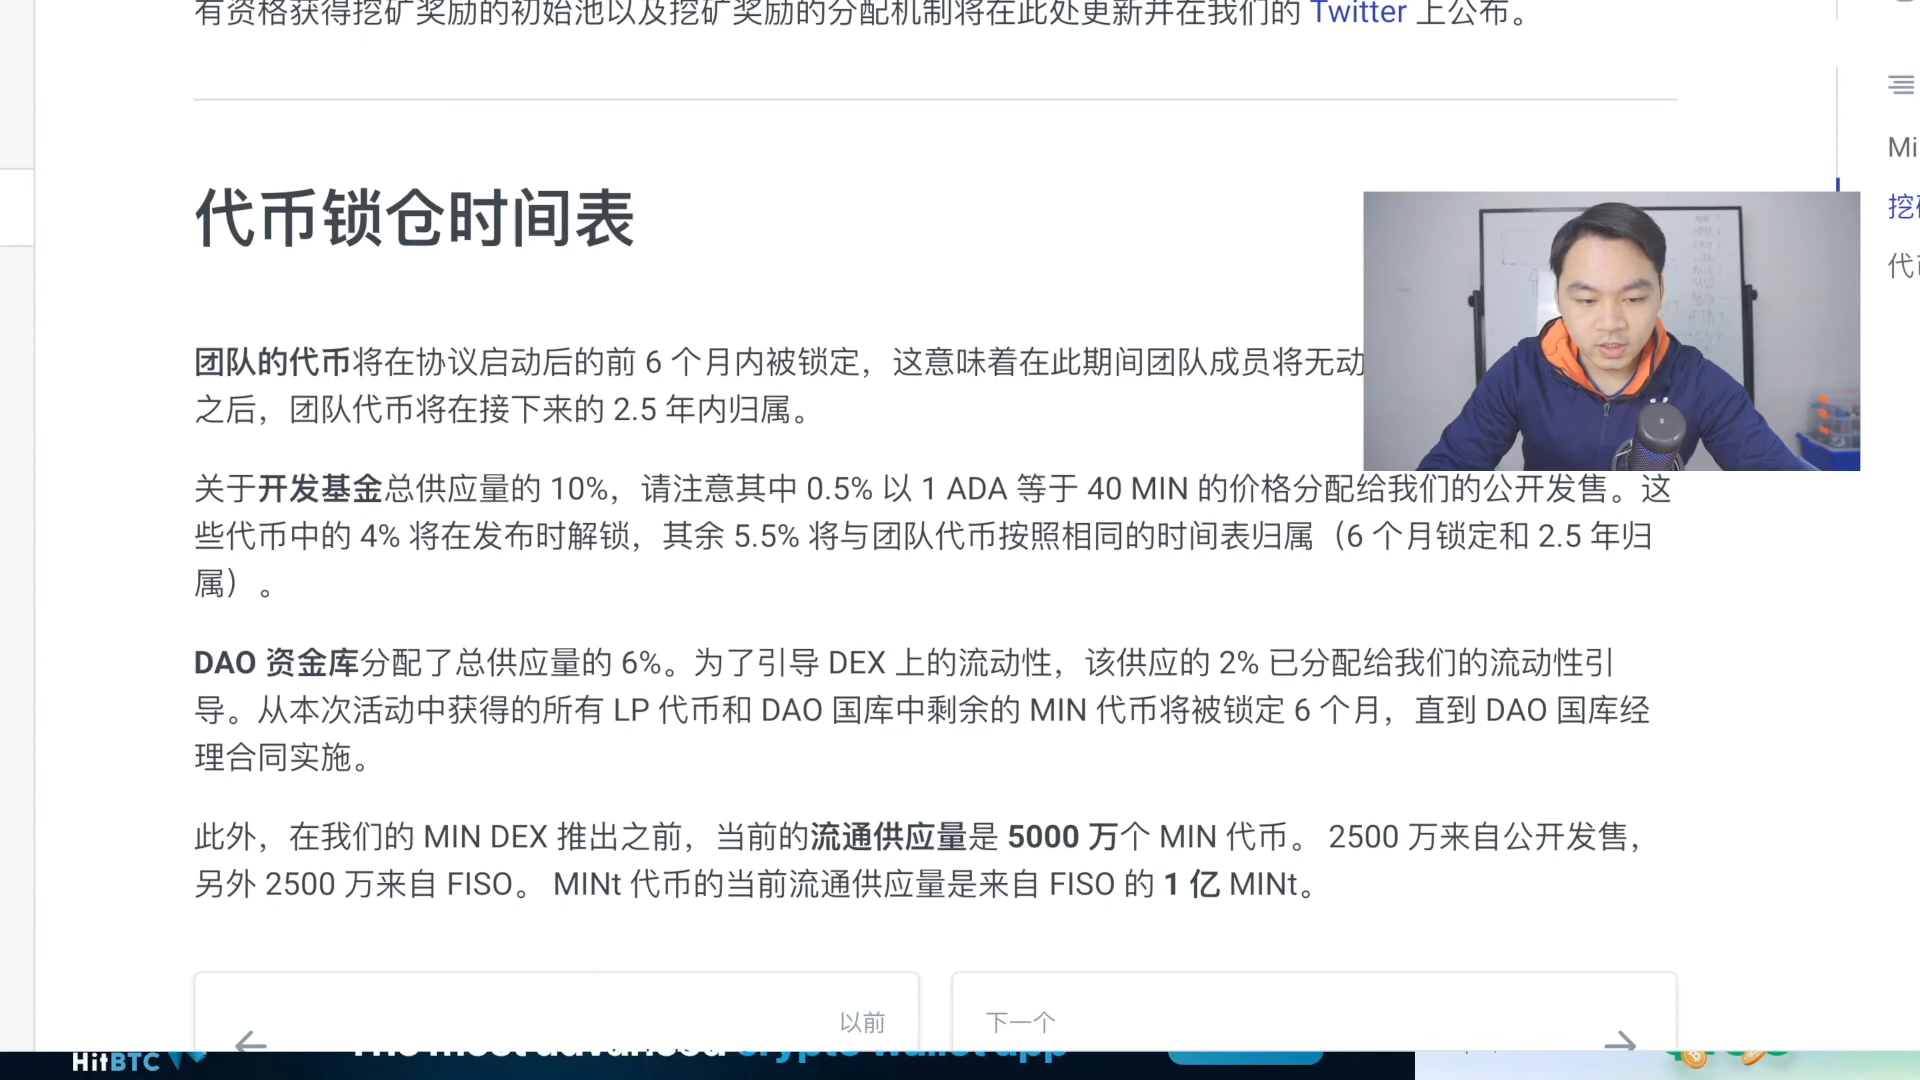 有资格获得挖矿奖励的初始池以及挖矿奖励的分配机制将在此处更新并在我们的 Twitter 上公布。
代币锁仓时间表
团队的代币将在协议启动后的前 6 个月内被锁定，这意味着在此期间团队成员将无动
之后，团队代币将在接下来的 2.5 年内归属。
关于开发基金总供应量的 10%，请注意其中 0.5% 以 1 ADA 等于 40 MIN 的价格分配给我们的公开发售。这
些代币中的 4% 将在发布时解锁，其余 5.5% 将与团队代币按照相同的时间表归属（6 个月锁定和 2.5 年归
属）。
DAO 资金库分配了总供应量的 6%。为了引导 DEX 上的流动性，该供应的 2% 已分配给我们的流动性引
导。从本次活动中获得的所有 LP 代币和 DAO 国库中剩余的 MIN 代币将被锁定 6 个月，直到 DAO 国库经
理合同实施。
此外，在我们的 MIN DEX 推出之前，当前的流通供应量是 5000 万个 MIN 代币。 2500 万来自公开发售，
另外 2500 万来自 FISO。 MINt 代币的当前流通供应量是来自 FISO 的 1 亿 MINt。
以前
下一个
Mi
挖
代
HitBTC
The most advanced crypto wallet app